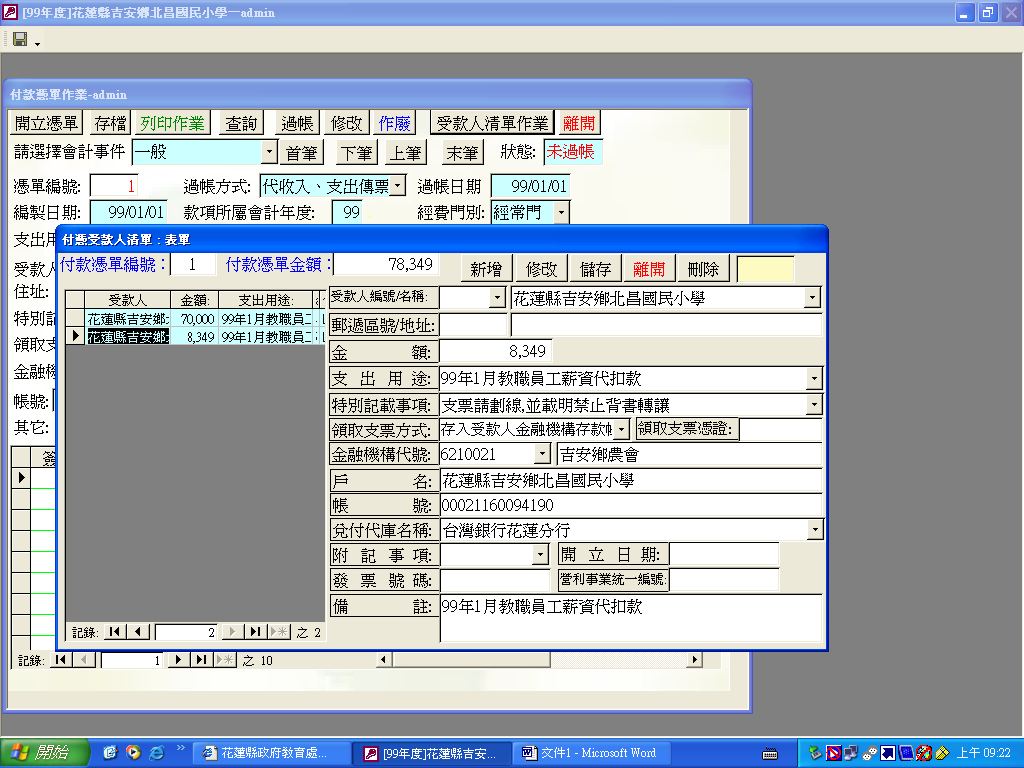 [99年度]花蓮縣吉安鄉北昌國民小學－admin
付款憑單作業-admin
開立憑單 存檔 列印作業 查詢 過帳 修改 作廢 受款人清單作業 離開
請選擇會計事件 一般 首筆 下筆 上筆 末筆 狀態: 未過帳
憑單編號: 1 過帳方式: 代收入、支出傳票 過帳日期 99/01/01
編製日期: 99/01/01 款項所屬會計年度: 99 經費門別: 經常門
支出用
受款人
住址:
特別記
領取支
金融機
帳號:
其它:
簽
付憑受款人清單：表單
付款憑單編號： 1 付款憑單金額： 78,349 新增 修改 儲存 離開 刪除
受款人 金額: 支出用途:
花蓮縣吉安鄉 70,000 99年1月教職員工
花蓮縣吉安鄉 8,349 99年1月教職員工
記錄: 2 之 2
受款人編號/名稱: 花蓮縣吉安鄉北昌國民小學
郵遞區號/地址:
金額: 8,349
支出用途: 99年1月教職員工薪資代扣款
特別記載事項: 支票請劃線,並載明禁止背書轉讓
領取支票方式: 存入受款人金融機構存款帳 領取支票憑證:
金融機構代號: 6210021 吉安鄉農會
戶名: 花蓮縣吉安鄉北昌國民小學
帳號: 00021160094190
兌付代庫名稱: 台灣銀行花蓮分行
附記事項: 開立日期:
發票號碼: 營利事業統一編號:
備註: 99年1月教職員工薪資代扣款
記錄: 1 之 10
開始 花蓮縣政府教育處... [99年度]花蓮縣吉安... 文件1 - Microsoft Word 上午 09:22